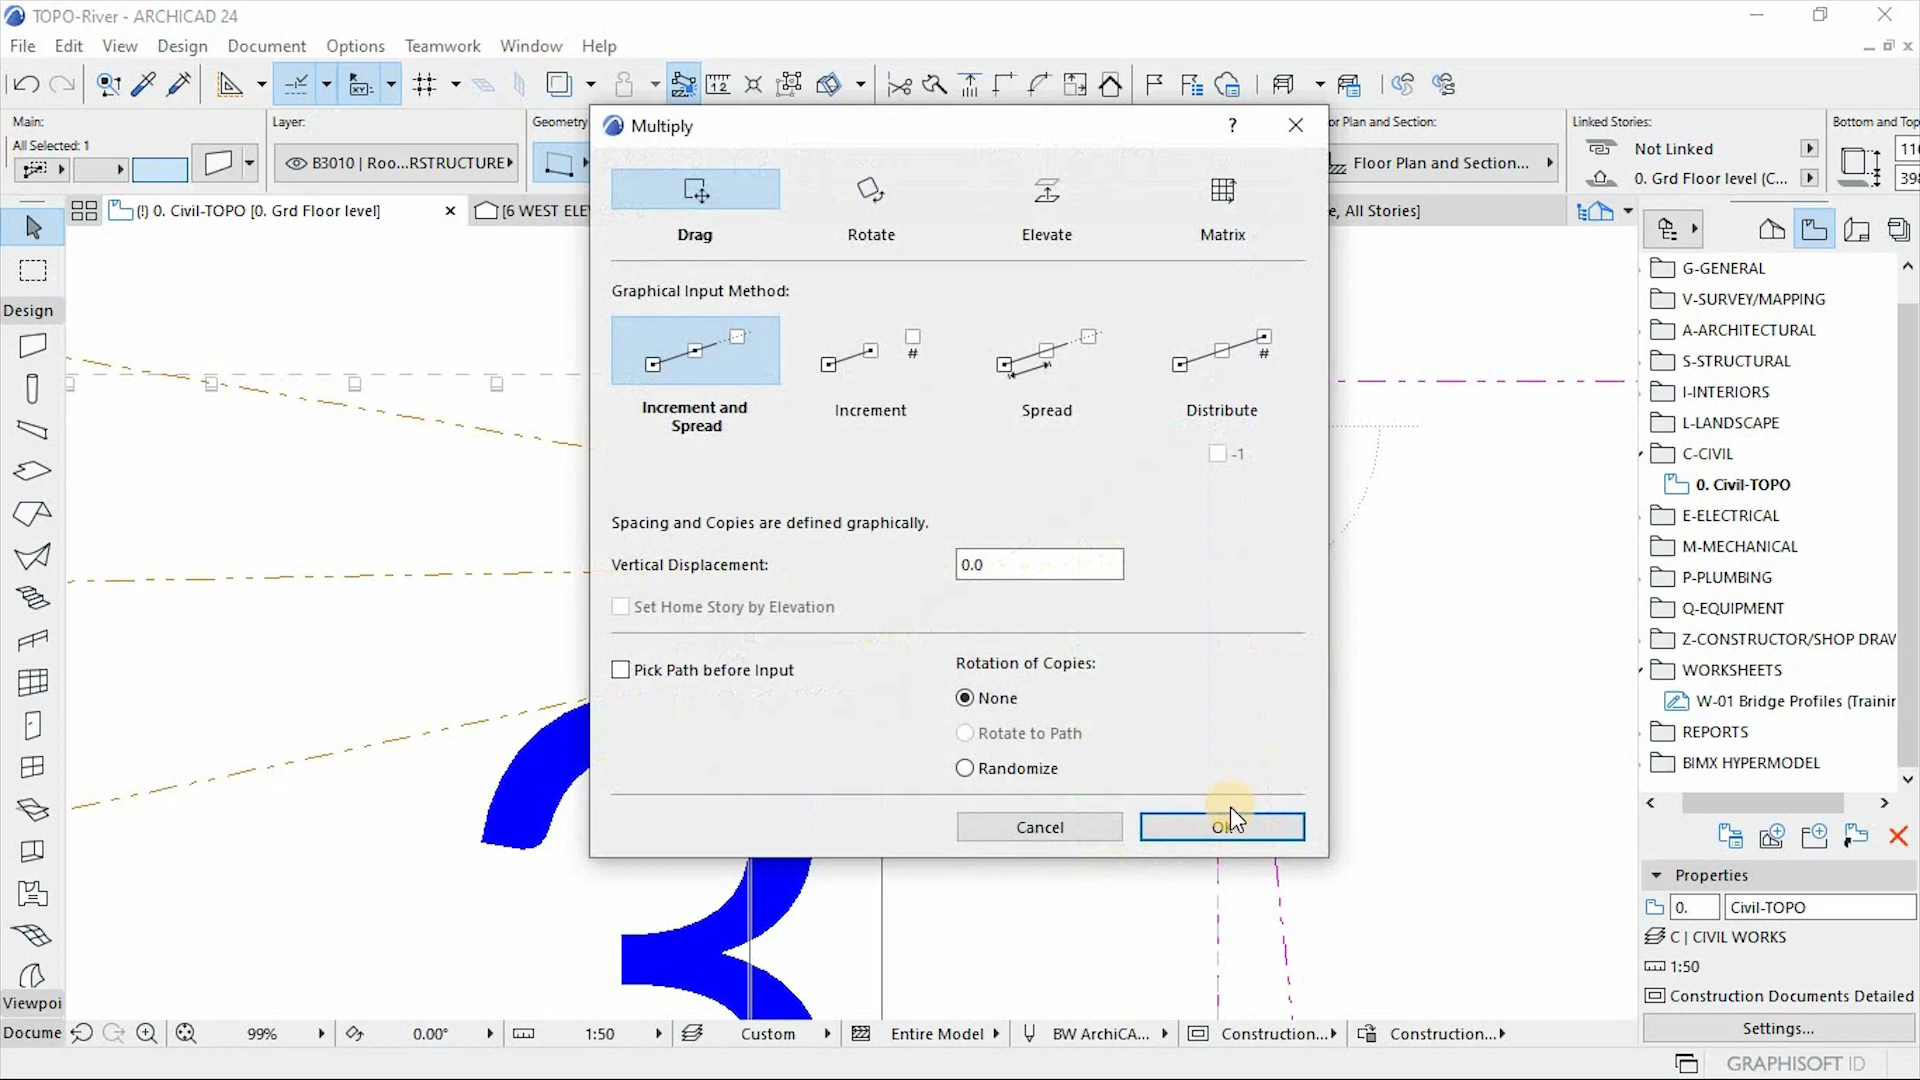 TOPO-River - ARCHICAD 24
File Edit View Design Document Options Teamwork Window Help
Main:
All Selected: 1
Layer:
B3010 | Roo...RSTRUCTURE
Geometry
or Plan and Section:
Floor Plan and Section...
Linked Stories:
Not Linked
0. Grd Floor level (C...
Bottom and Top
116
398
(!) 0. Civil-TOPO [0. Grd Floor level]
[6 WEST ELE
e, All Stories]
Design
Viewpoi
Docume
Multiply
?
Drag Rotate Elevate Matrix
Graphical Input Method:
# #
Increment and Spread
Increment Spread Distribute
-1
Spacing and Copies are defined graphically.
Vertical Displacement: 0.0
Set Home Story by Elevation
Pick Path before Input
Rotation of Copies:
None
Rotate to Path
Randomize
Cancel
G-GENERAL
V-SURVEY/MAPPING
A-ARCHITECTURAL
S-STRUCTURAL
I-INTERIORS
L-LANDSCAPE
C-CIVIL
0. Civil-TOPO
E-ELECTRICAL
M-MECHANICAL
P-PLUMBING
Q-EQUIPMENT
Z-CONSTRUCTOR/SHOP DRAV
WORKSHEETS
W-01 Bridge Profiles (Trainir
REPORTS
BIMX HYPERMODEL
Properties
0. Civil-TOPO
C | CIVIL WORKS
1:50
Construction Documents Detailed
Settings...
99% 0.00° 1:50 Custom Entire Model BW ArchiCA... Construction... Construction...
GRAPHISOFT ID